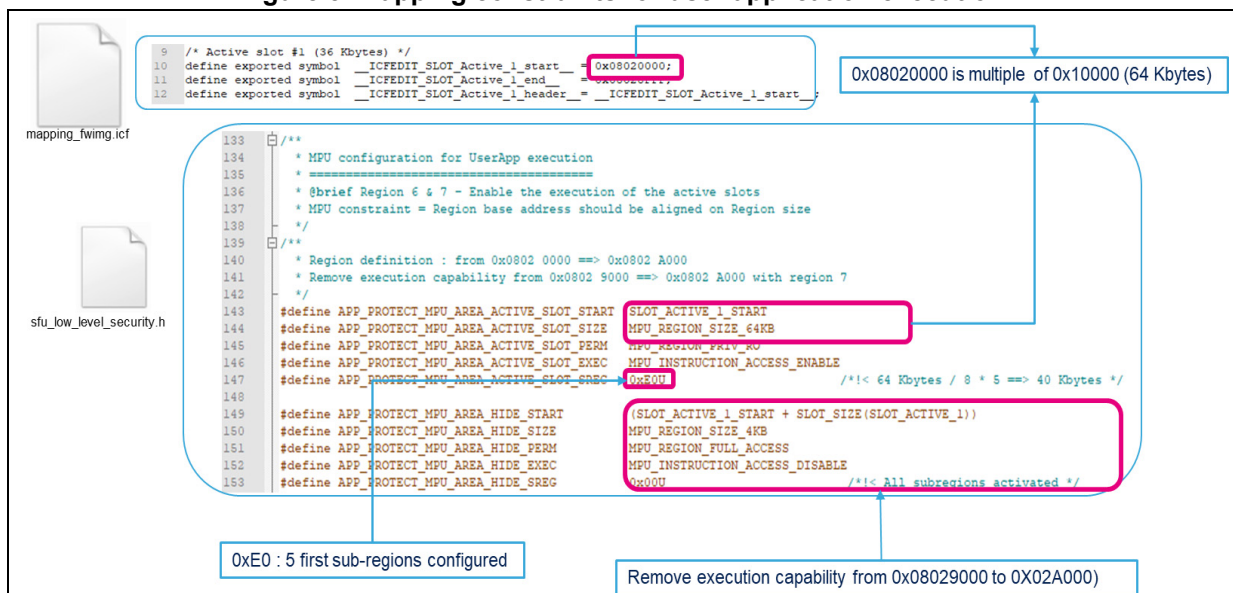 9 /* Active slot #1 (36 Kbytes) */
10 define exported symbol __ICFEDIT_SLOT_Active_1_start__ = 0x08020000;
11 define exported symbol __ICFEDIT_SLOT_Active_1_end__ =
12 define exported symbol __ICFEDIT_SLOT_Active_1_header__= __ICFEDIT_SLOT_Active_1_start__;
0x08020000 is multiple of 0x10000 (64 Kbytes)
mapping_fwimg.icf
133 /**
134 * MPU configuration for UserApp execution
135 * =====================================
136 * @brief Region 6 & 7 - Enable the execution of the active slots
137 * MPU constraint = Region base address should be aligned on Region size
138 */
139 /**
140 * Region definition : from 0x0802 0000 ==> 0x0802 A000
141 * Remove execution capability from 0x0802 9000 ==> 0x0802 A000 with region 7
142 */
sfu_low_level_security.h
143 #define APP_PROTECT_MPU_AREA_ACTIVE_SLOT_START SLOT_ACTIVE_1_START
144 #define APP_PROTECT_MPU_AREA_ACTIVE_SLOT_SIZE MPU_REGION_SIZE_64KB
145 #define APP_PROTECT_MPU_AREA_ACTIVE_SLOT_PERM MPU_REGION_PRIV_RO
146 #define APP_PROTECT_MPU_AREA_ACTIVE_SLOT_EXEC MPU_INSTRUCTION_ACCESS_ENABLE
147 #define APP_PROTECT_MPU_AREA_ACTIVE_SLOT_SREG 0xE0U /*!< 64 Kbytes / 8 * 5 ==> 40 Kbytes */
148
149 #define APP_PROTECT_MPU_AREA_HIDE_START (SLOT_ACTIVE_1_START + SLOT_SIZE(SLOT_ACTIVE_1))
150 #define APP_PROTECT_MPU_AREA_HIDE_SIZE MPU_REGION_SIZE_4KB
151 #define APP_PROTECT_MPU_AREA_HIDE_PERM MPU_REGION_FULL_ACCESS
152 #define APP_PROTECT_MPU_AREA_HIDE_EXEC MPU_INSTRUCTION_ACCESS_DISABLE
153 #define APP_PROTECT_MPU_AREA_HIDE_SREG 0x00U /*!< All subregions activated */
0xE0 : 5 first sub-regions configured
Remove execution capability from 0x08029000 to 0X02A000)